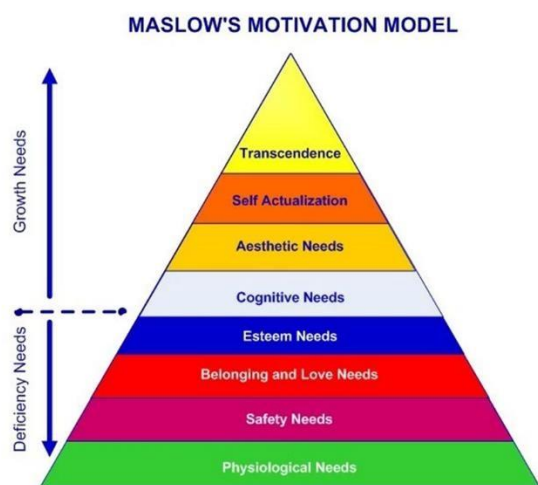 MASLOW'S MOTIVATION MODEL
Growth Needs
Deficiency Needs
Transcendence
Self Actualization
Aesthetic Needs
Cognitive Needs
Esteem Needs
Belonging and Love Needs
Safety Needs
Physiological Needs